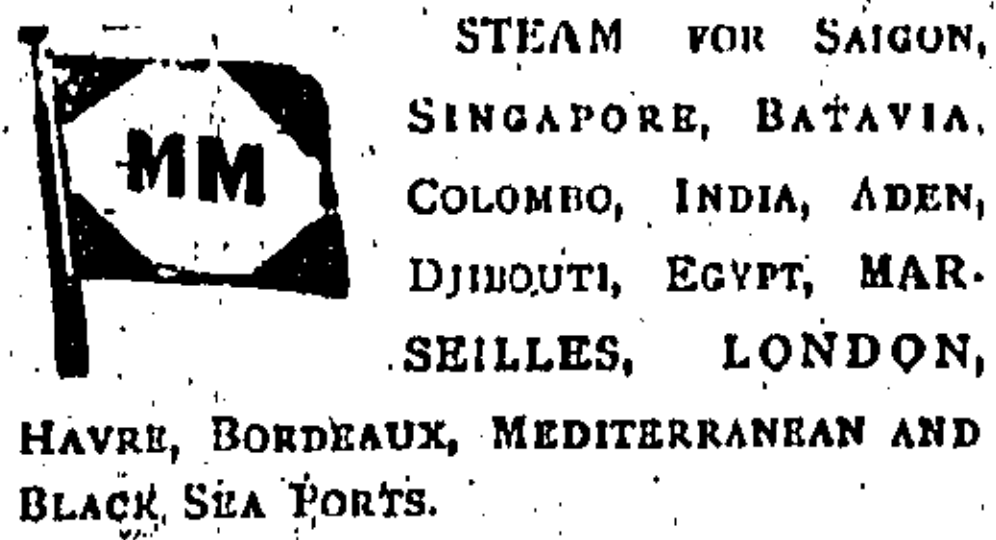 MM
STEAM FOR SAIGON,
SINGAPORE, BATAVIA,
COLOMBO, INDIA, ADEN,
DJIBOUTI, EGYPT, MAR-
SEILLES, LONDON,
HAVRE, BORDEAUX, MEDITERRANEAN AND
BLACK SEA PORTS.